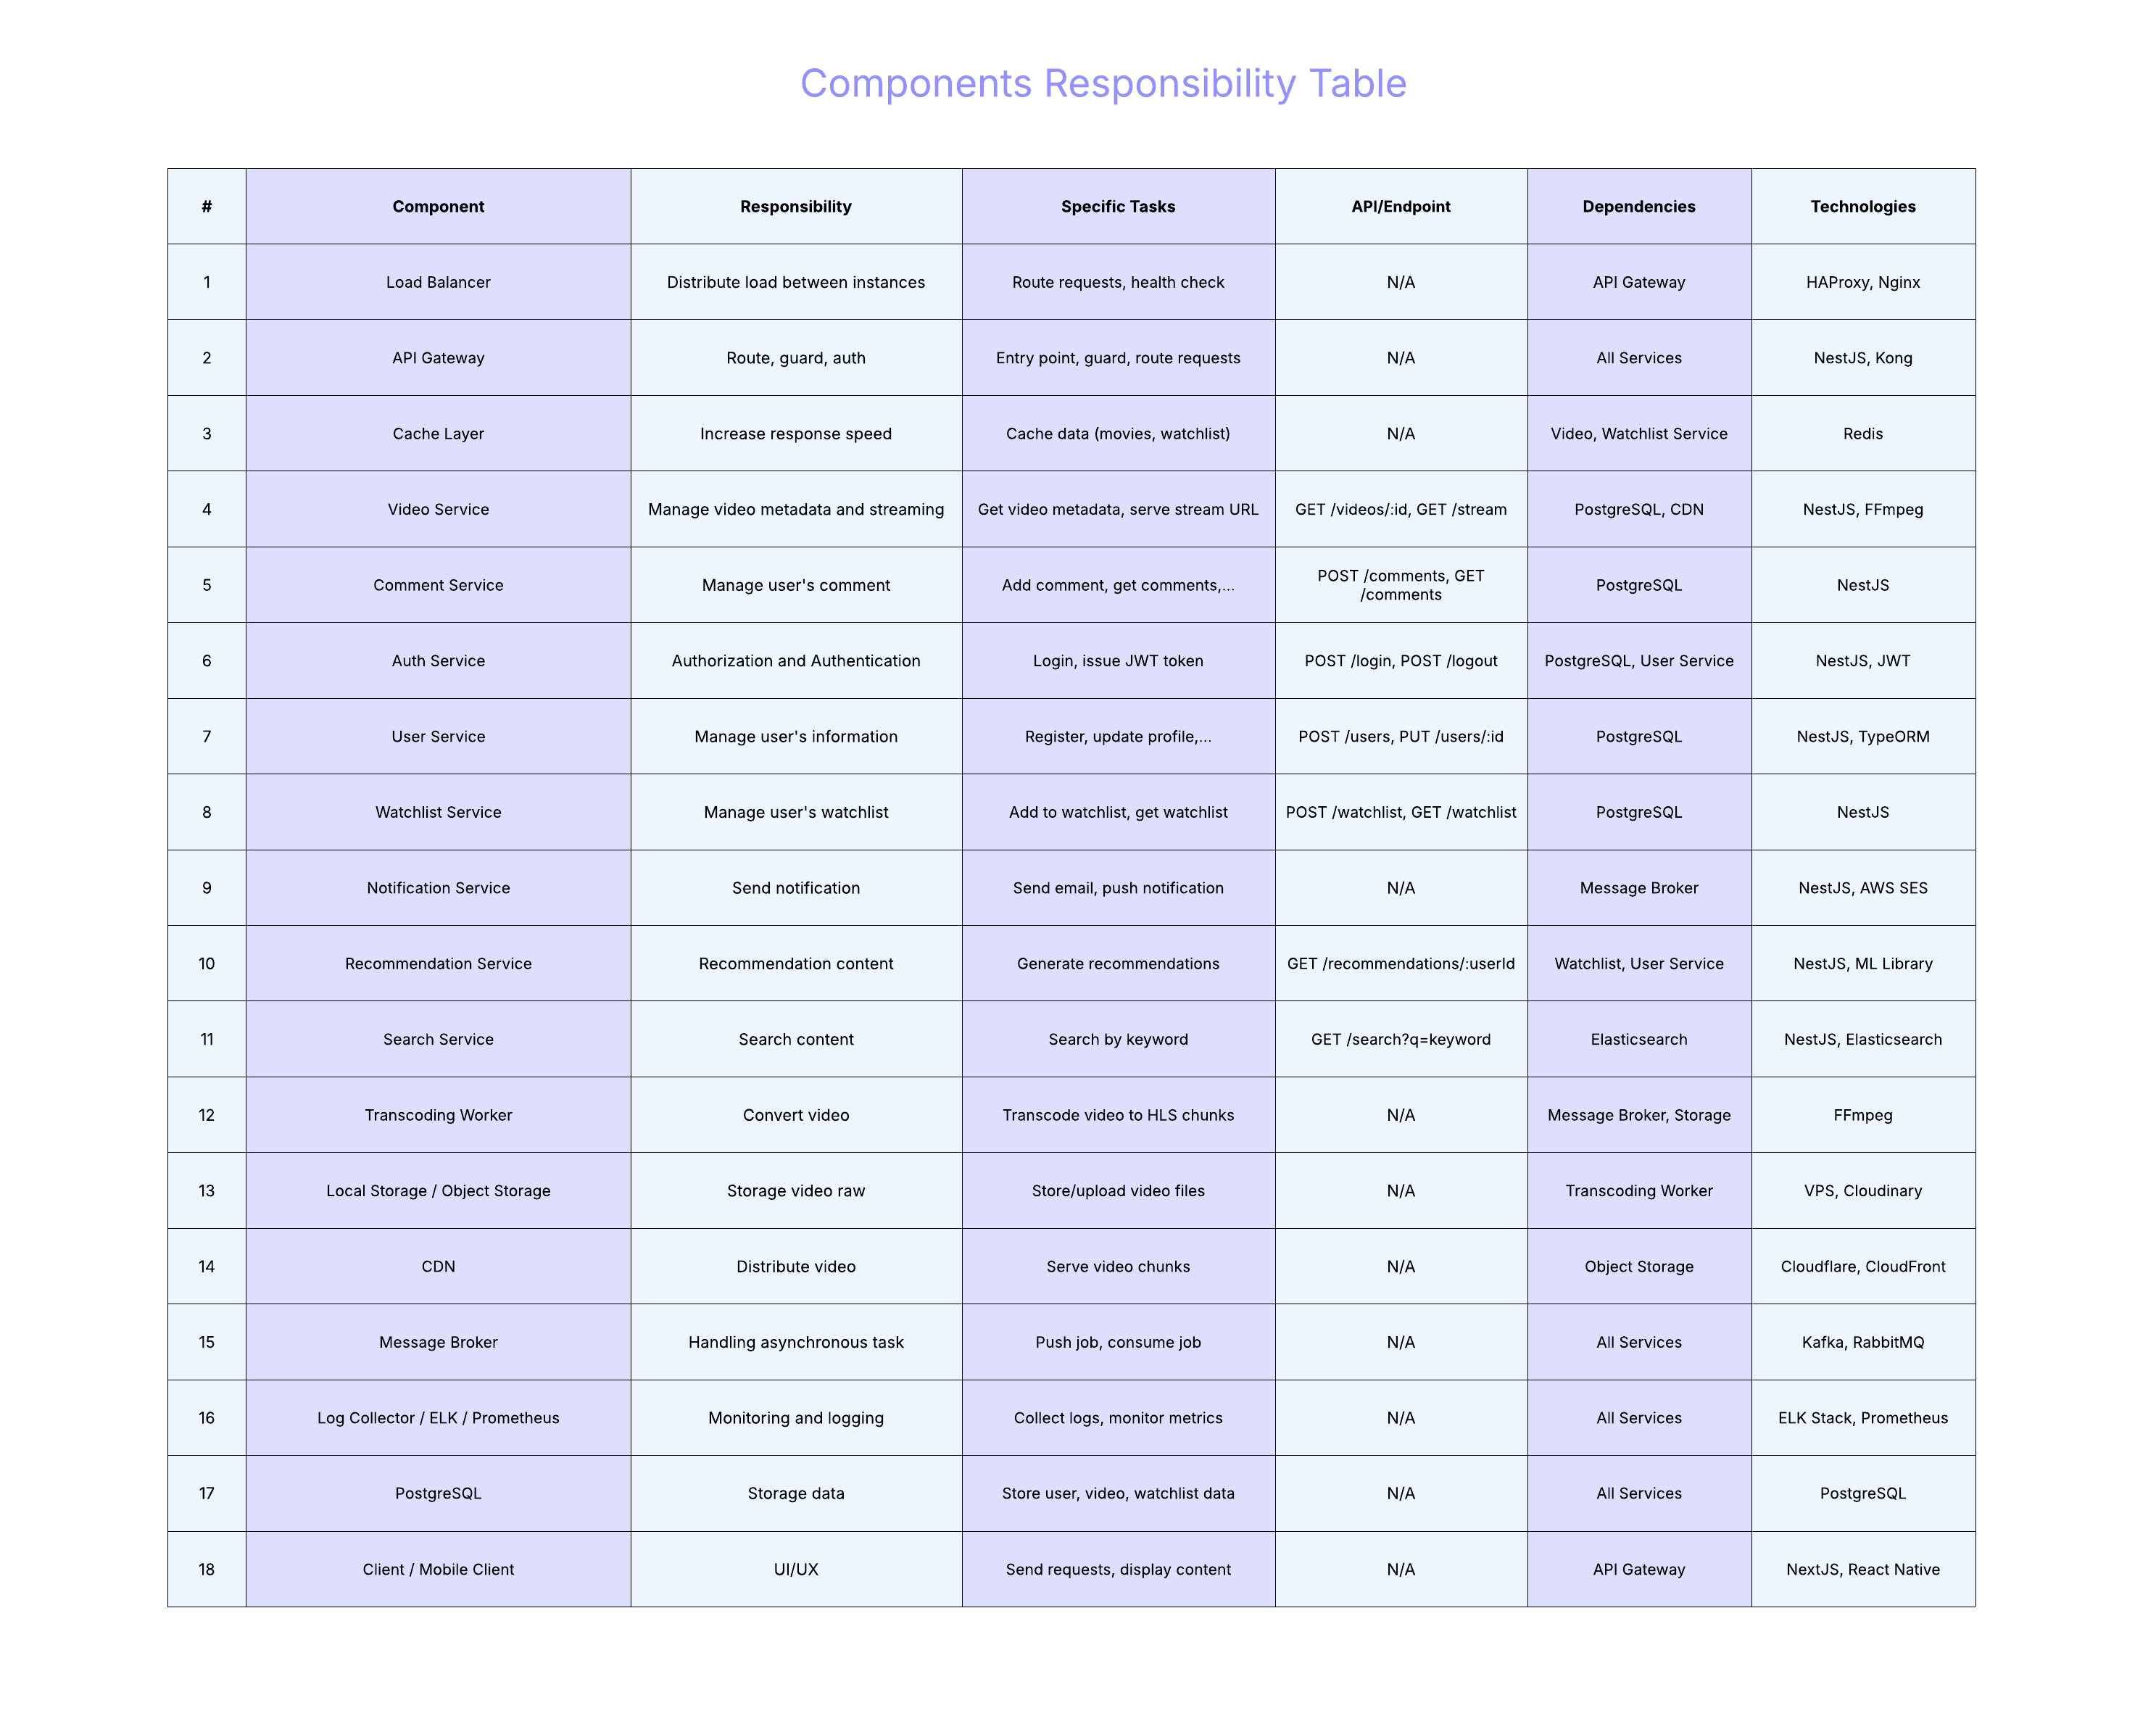 Components Responsibility Table
# Component Responsibility Specific Tasks API/Endpoint Dependencies Technologies
1 Load Balancer Distribute load between instances Route requests, health check N/A API Gateway HAProxy, Nginx
2 API Gateway Route, guard, auth Entry point, guard, route requests N/A All Services NestJS, Kong
3 Cache Layer Increase response speed Cache data (movies, watchlist) N/A Video, Watchlist Service Redis
4 Video Service Manage video metadata and streaming Get video metadata, serve stream URL GET /videos/:id, GET /stream PostgreSQL, CDN NestJS, FFmpeg
5 Comment Service Manage user's comment Add comment, get comments,... POST /comments, GET /comments PostgreSQL NestJS
6 Auth Service Authorization and Authentication Login, issue JWT token POST /login, POST /logout PostgreSQL, User Service NestJS, JWT
7 User Service Manage user's information Register, update profile,... POST /users, PUT /users/:id PostgreSQL NestJS, TypeORM
8 Watchlist Service Manage user's watchlist Add to watchlist, get watchlist POST /watchlist, GET /watchlist PostgreSQL NestJS
9 Notification Service Send notification Send email, push notification N/A Message Broker NestJS, AWS SES
10 Recommendation Service Recommendation content Generate recommendations GET /recommendations/:userId Watchlist, User Service NestJS, ML Library
11 Search Service Search content Search by keyword GET /search?q=keyword Elasticsearch NestJS, Elasticsearch
12 Transcoding Worker Convert video Transcode video to HLS chunks N/A Message Broker, Storage FFmpeg
13 Local Storage / Object Storage Storage video raw Store/upload video files N/A Transcoding Worker VPS, Cloudinary
14 CDN Distribute video Serve video chunks N/A Object Storage Cloudflare, CloudFront
15 Message Broker Handling asynchronous task Push job, consume job N/A All Services Kafka, RabbitMQ
16 Log Collector / ELK / Prometheus Monitoring and logging Collect logs, monitor metrics N/A All Services ELK Stack, Prometheus
17 PostgreSQL Storage data Store user, video, watchlist data N/A All Services PostgreSQL
18 Client / Mobile Client UI/UX Send requests, display content N/A API Gateway NextJS, React Native